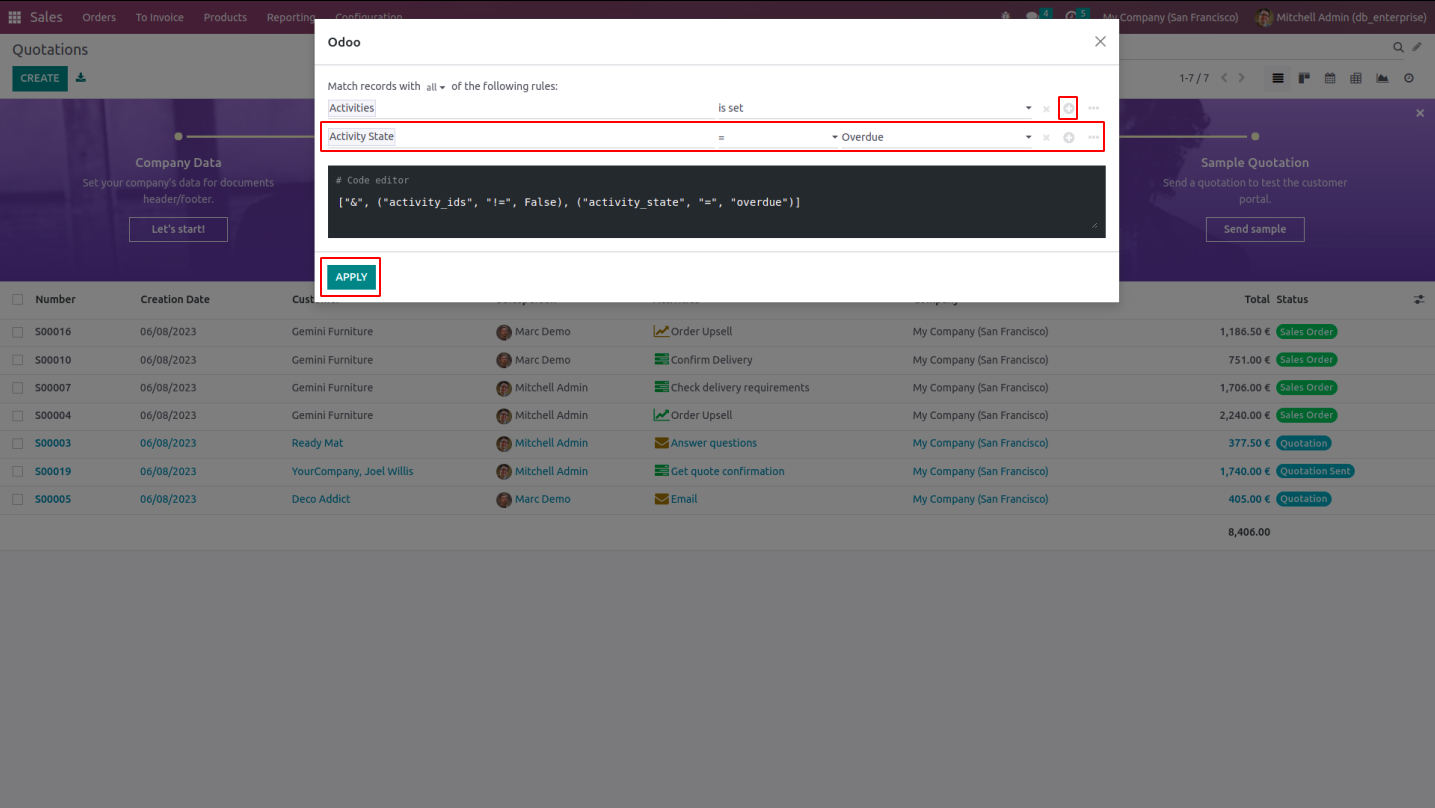 Sales Orders To Invoice Products Reporting Configuration 4 5 My Company (San Francisco) Mitchell Admin (db_enterprise)
Quotations
CREATE
1-7 / 7
Odoo
Match records with all of the following rules:
Activities is set
Activity State = Overdue
# Code editor
["&", ("activity_ids", "!=", False), ("activity_state", "=", "overdue")]
APPLY
Company Data
Set your company's data for documents
header/footer.
Let's start!
Sample Quotation
Send a quotation to test the customer
portal.
Send sample
Number Creation Date Customer Salesperson Activities Company Total Status
S00016 06/08/2023 Gemini Furniture Marc Demo Order Upsell My Company (San Francisco) 1,186.50 € Sales Order
S00010 06/08/2023 Gemini Furniture Marc Demo Confirm Delivery My Company (San Francisco) 751.00 € Sales Order
S00007 06/08/2023 Gemini Furniture Mitchell Admin Check delivery requirements My Company (San Francisco) 1,706.00 € Sales Order
S00004 06/08/2023 Gemini Furniture Mitchell Admin Order Upsell My Company (San Francisco) 2,240.00 € Sales Order
S00003 06/08/2023 Ready Mat Mitchell Admin Answer questions My Company (San Francisco) 377.50 € Quotation
S00019 06/08/2023 YourCompany, Joel Willis Mitchell Admin Get quote confirmation My Company (San Francisco) 1,740.00 € Quotation Sent
S00005 06/08/2023 Deco Addict Marc Demo Email My Company (San Francisco) 405.00 € Quotation
8,406.00